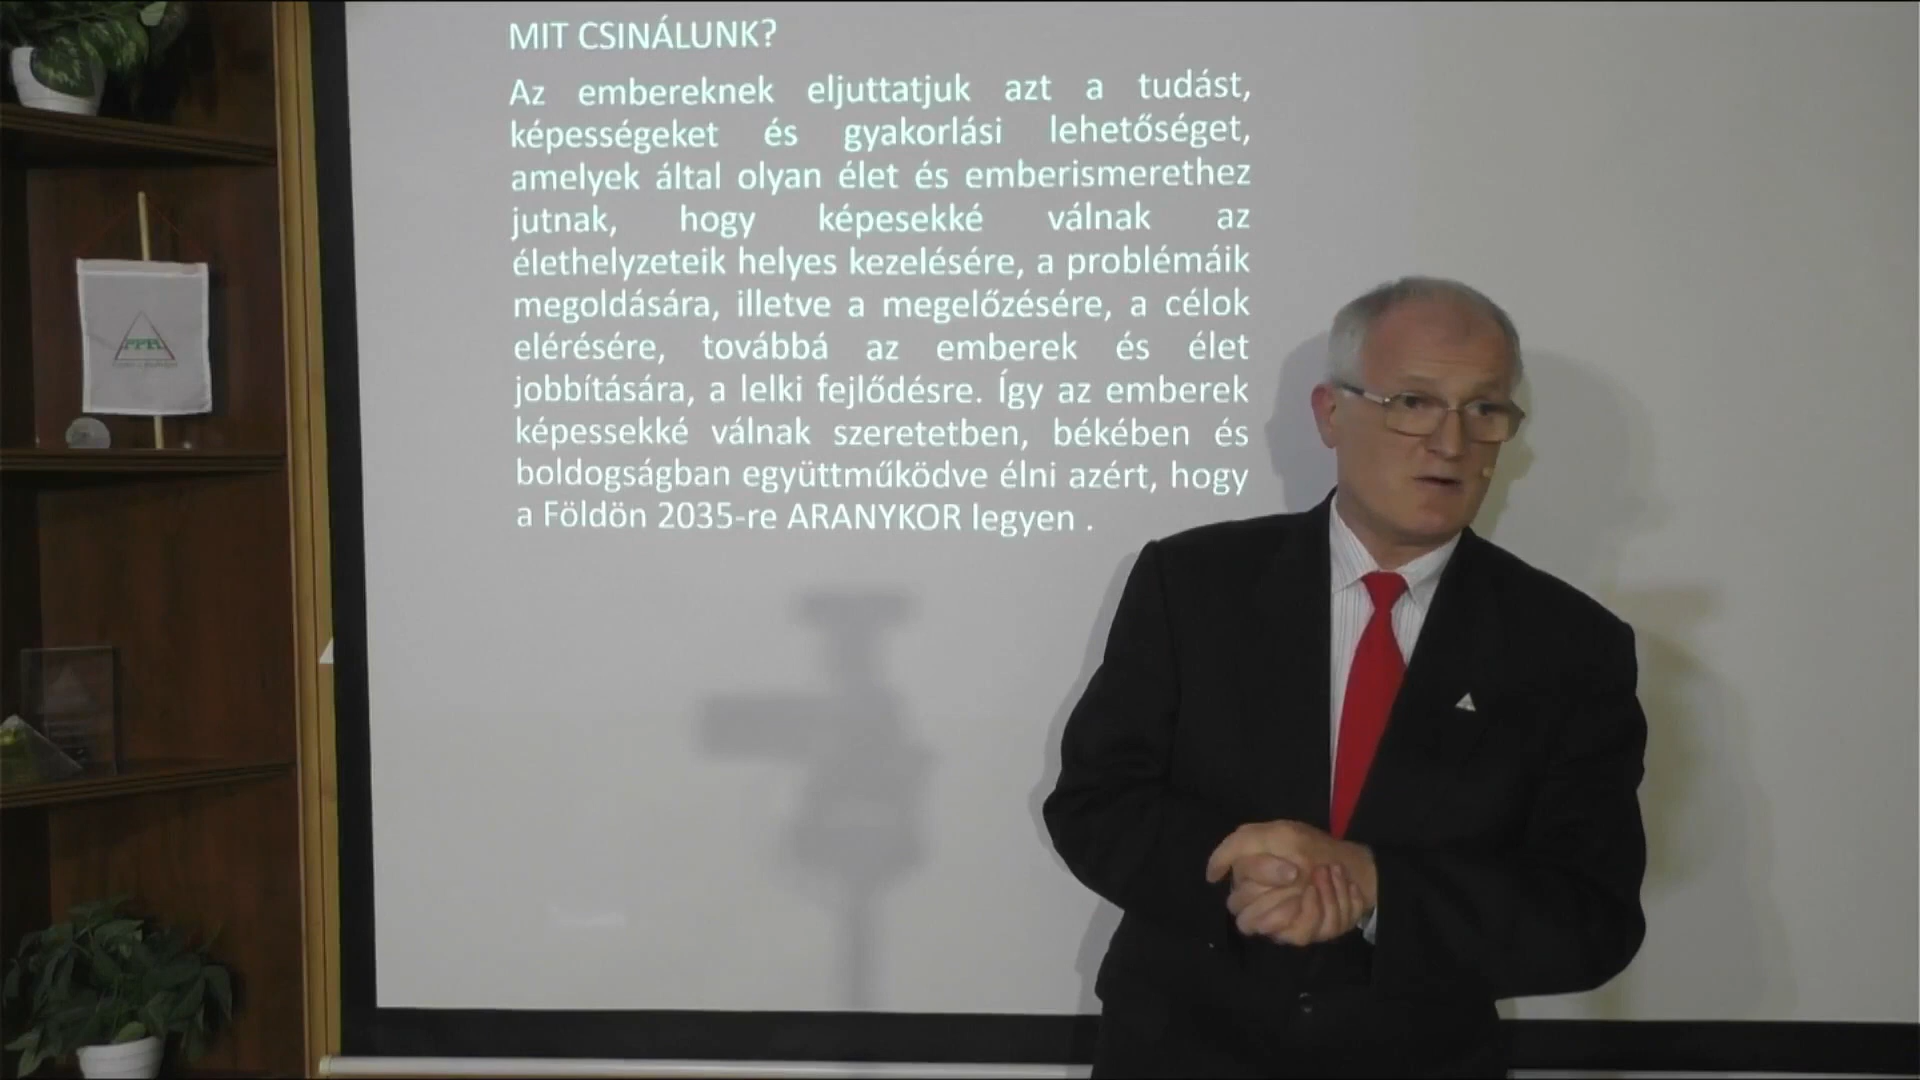 MIT CSINÁLUNK?
Az embereknek eljuttatjuk azt a tudást,
képességeket és gyakorlási lehetőséget,
amelyek által olyan élet és emberismerethez
jutnak, hogy képesekké válnak az
élethelyzeteik helyes kezelésére, a problémáik
megoldására, illetve a megelőzésére, a célok
elérésére, továbbá az emberek és élet
jobbítására, a lelki fejlődésre. Így az emberek
képessekké válnak szeretetben, békében és
boldogságban együttműködve élni azért, hogy
a Földön 2035-re ARANYKOR legyen .